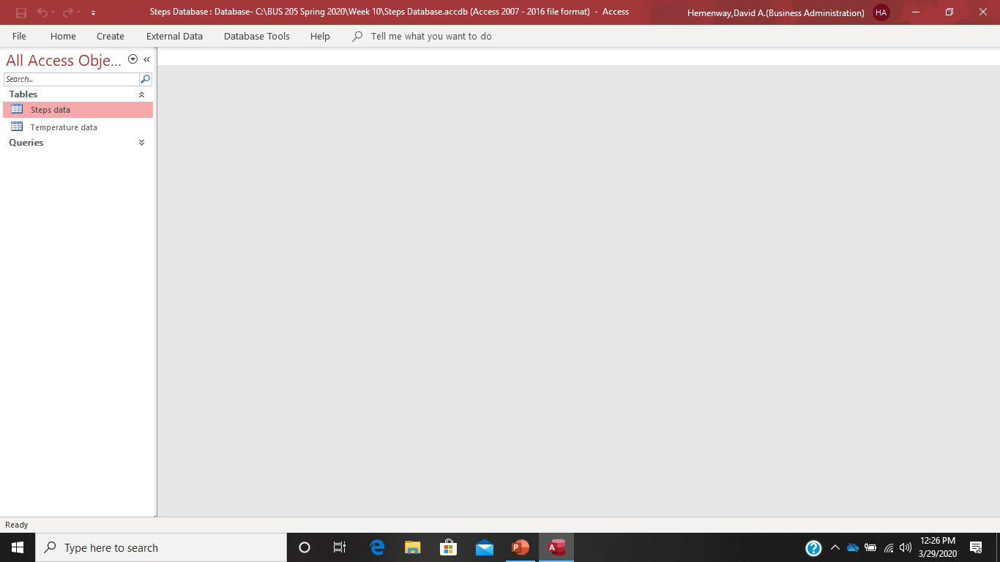 Steps Database : Database- C:\BUS 205 Spring 2020\Week 10\Steps Database.accdb (Access 2007 - 2016 file format)  -  Access
Hemenway,David A.(Business Administration)
HA
File Home Create External Data Database Tools Help Tell me what you want to do
All Access Obje...
Search...
Tables
Steps data
Temperature data
Queries
Ready
Type here to search
P
A
12:26 PM
3/29/2020